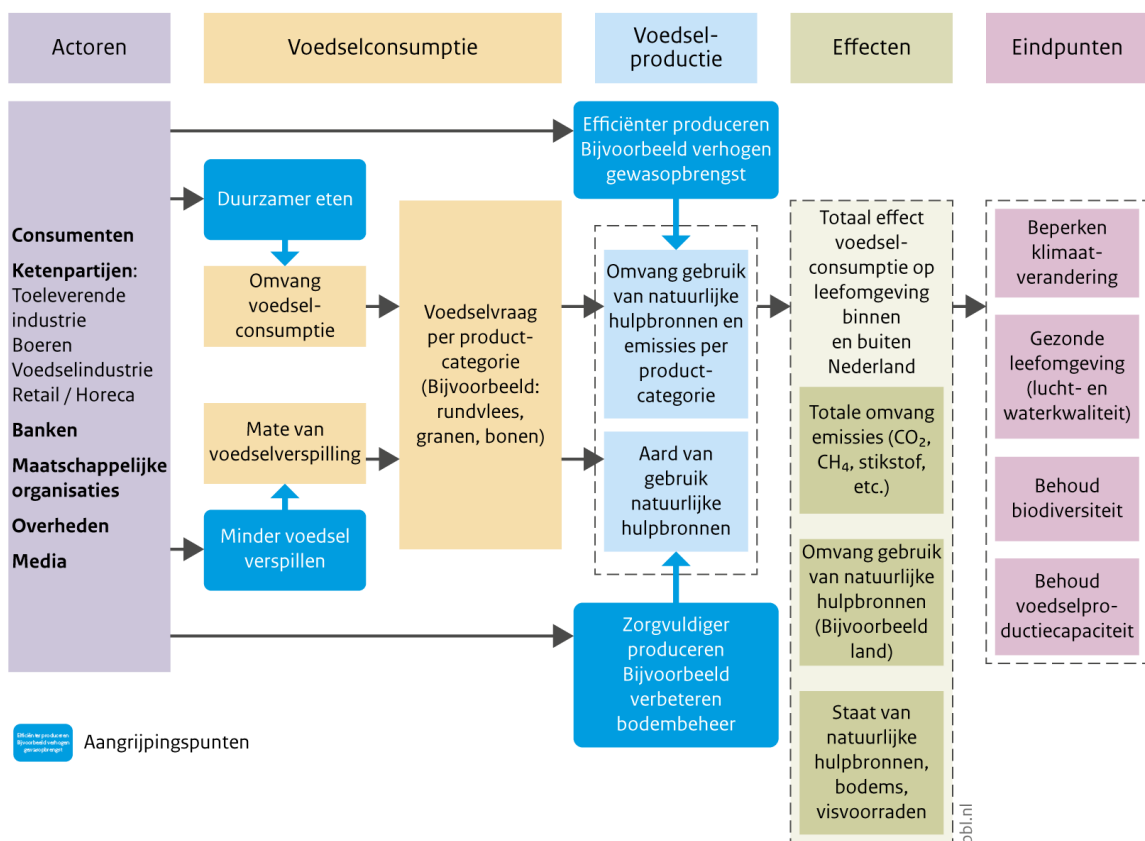 Actoren
Voedselconsumptie
Voedsel-
productie
Effecten
Eindpunten
Consumenten
Ketenpartijen:
Toeleverende
industrie
Boeren
Voedselindustrie
Retail / Horeca
Banken
Maatschappelijke
organisaties
Overheden
Media
Duurzamer eten
Omvang
voedsel-
consumptie
Mate van
voedselverspilling
Minder voedsel
verspillen
Voedselvraag
per product-
categorie
(Bijvoorbeeld:
rundvlees,
granen, bonen)
Efficiënter produceren
Bijvoorbeeld verhogen
gewasopbrengst
Omvang gebruik
van natuurlijke
hulpbronnen en
emissies per
product-
categorie
Aard van
gebruik
natuurlijke
hulpbronnen
Zorgvuldiger
produceren
Bijvoorbeeld
verbeteren
bodembeheer
Totaal effect
voedsel-
consumptie op
leefomgeving
binnen
en buiten
Nederland
Totale omvang
emissies (CO₂,
CH₄, stikstof,
etc.)
Omvang gebruik
van natuurlijke
hulpbronnen
(Bijvoorbeeld
land)
Staat van
natuurlijke
hulpbronnen,
bodems,
visvoorraden
Beperken
klimaat-
verandering
Gezonde
leefomgeving
(lucht- en
waterkwaliteit)
Behoud
biodiversiteit
Behoud
voedselpro-
ductiecapaciteit
Efficiënter produceren
Bijvoorbeeld verhogen
gewasopbrengst
Aangrijpingspunten
pbl.nl